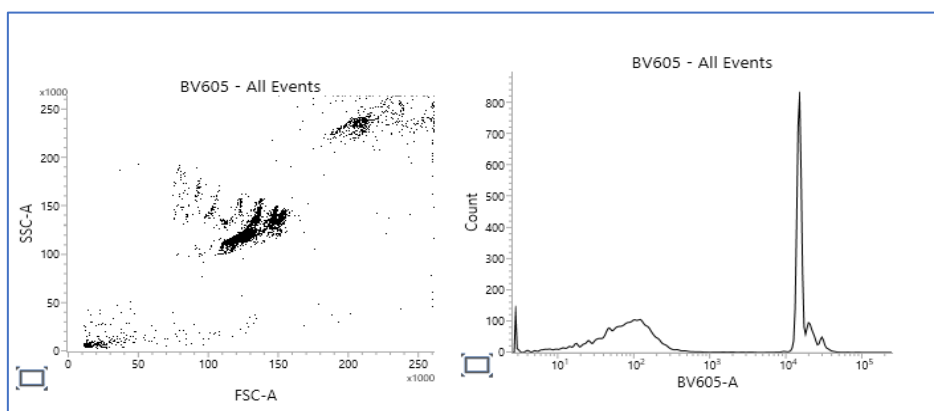 BV605 - All Events
x1000
250
200
150
100
50
0
SSC-A
0 50 100 150 200 250
x1000
FSC-A
BV605 - All Events
800
700
600
500
400
300
200
100
0
Count
10¹ 10² 10³ 10⁴ 10⁵
BV605-A